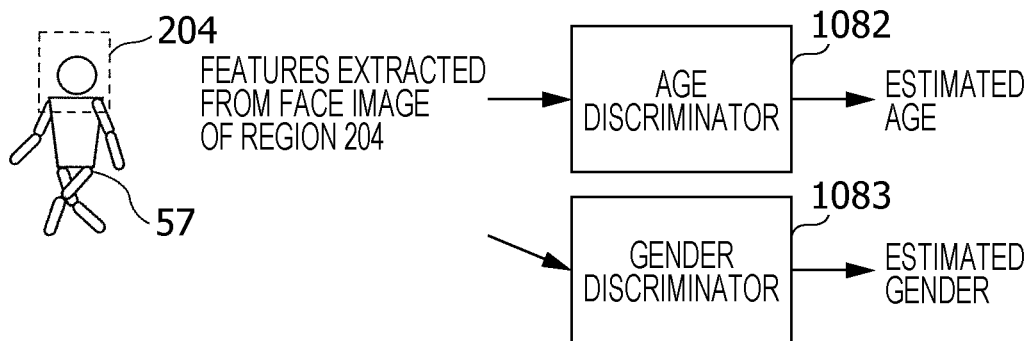 204
FEATURES EXTRACTED
FROM FACE IMAGE
OF REGION 204
57
1082
AGE
DISCRIMINATOR
ESTIMATED
AGE
1083
GENDER
DISCRIMINATOR
ESTIMATED
GENDER